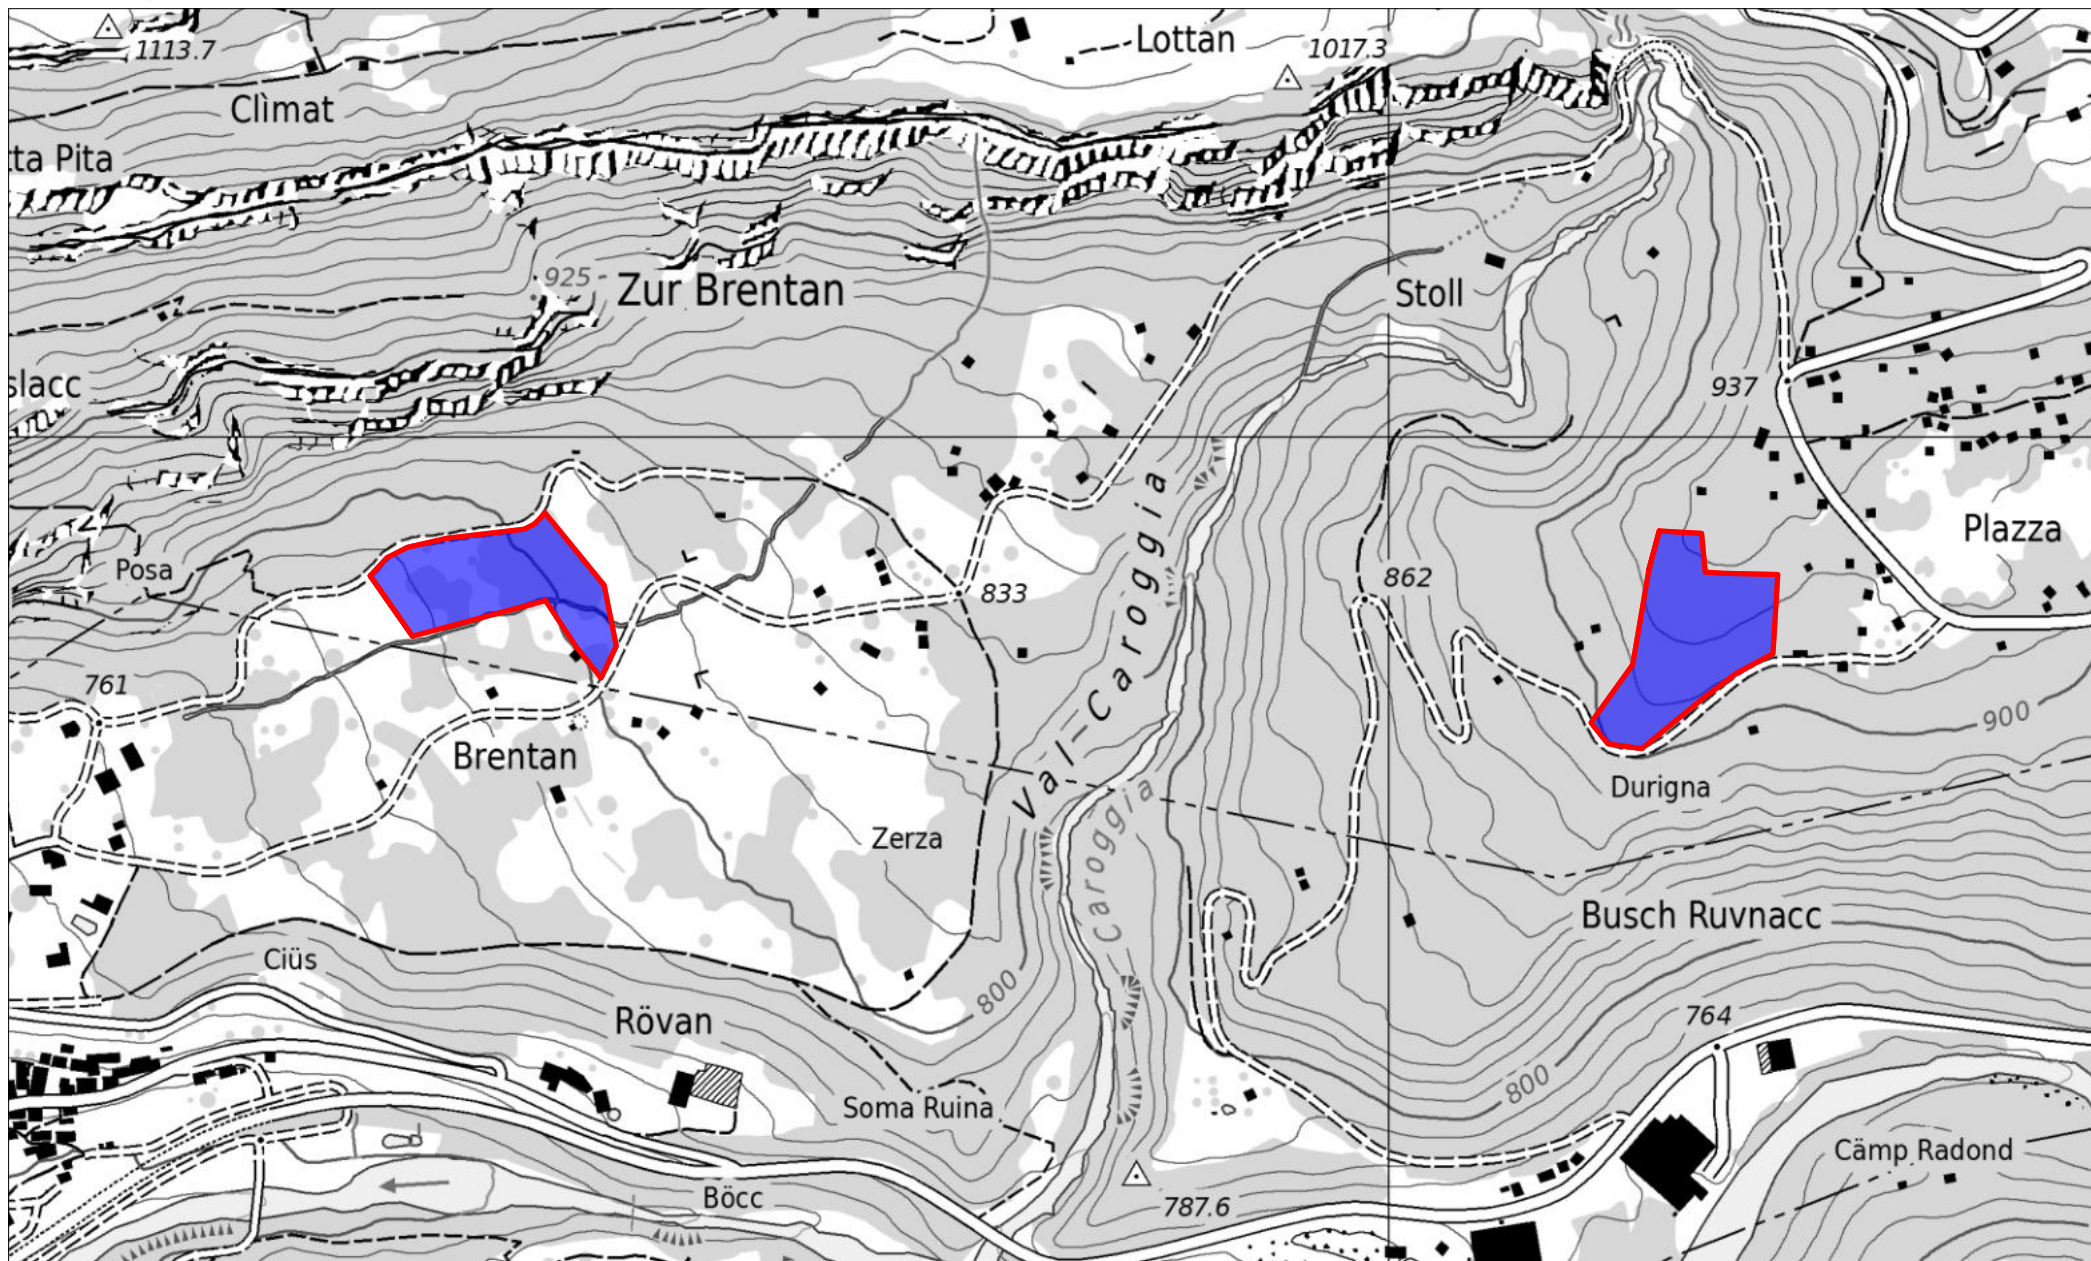 Lottan
1017.3
1113.7
Clìmat
tta Pita
925
Zur Brentan
Stoll
slacc
937
Plazza
Posa
862
833
Val Caroggia
761
900
Brentan
Durigna
Caroggia
Zerza
Busch Ruvnacc
Ciüs
800
Rövan
764
800
Soma Ruina
Cämp Radond
Böcc
787.6